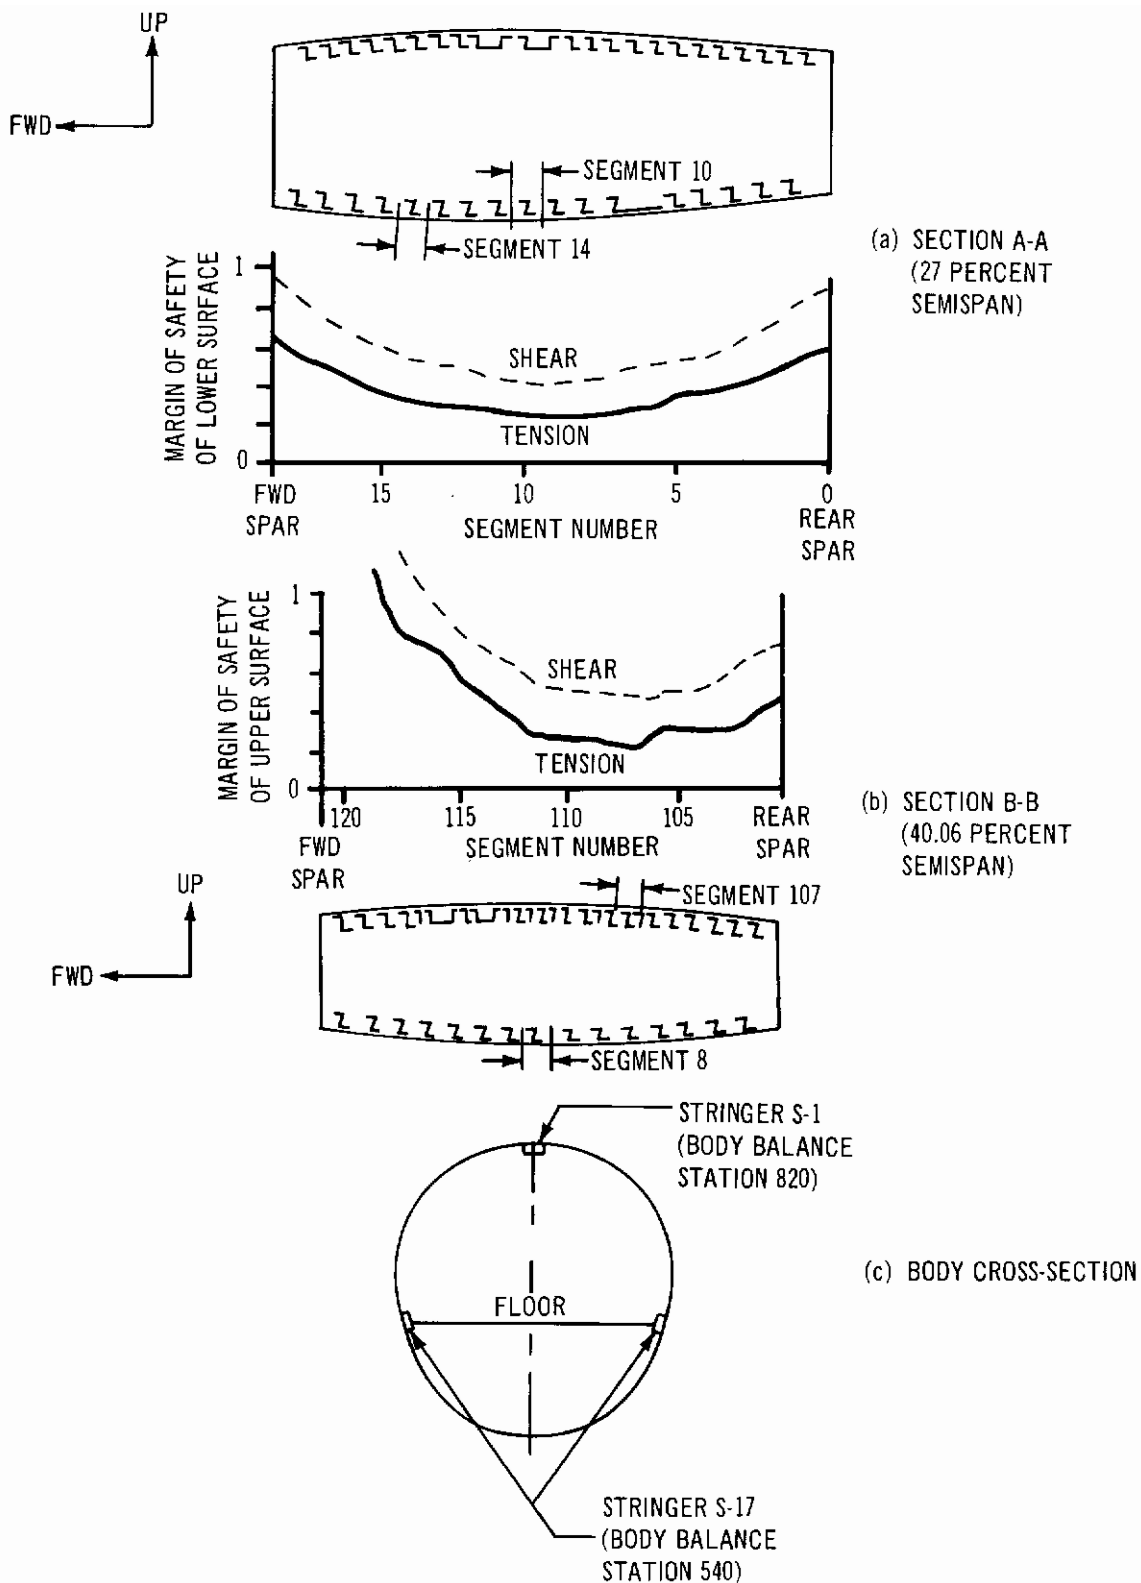 UP
FWD
SEGMENT 10
SEGMENT 14
(a) SECTION A-A
(27 PERCENT
SEMISPAN)
MARGIN OF SAFETY
OF LOWER SURFACE
1
0
SHEAR
TENSION
FWD
SPAR
15
10
5
0
REAR
SPAR
SEGMENT NUMBER
MARGIN OF SAFETY
OF UPPER SURFACE
1
0
SHEAR
TENSION
120
115
110
105
FWD
SPAR
SEGMENT NUMBER
REAR
SPAR
(b) SECTION B-B
(40.06 PERCENT
SEMISPAN)
UP
FWD
SEGMENT 107
SEGMENT 8
STRINGER S-1
(BODY BALANCE
STATION 820)
FLOOR
(c) BODY CROSS-SECTION
STRINGER S-17
(BODY BALANCE
STATION 540)